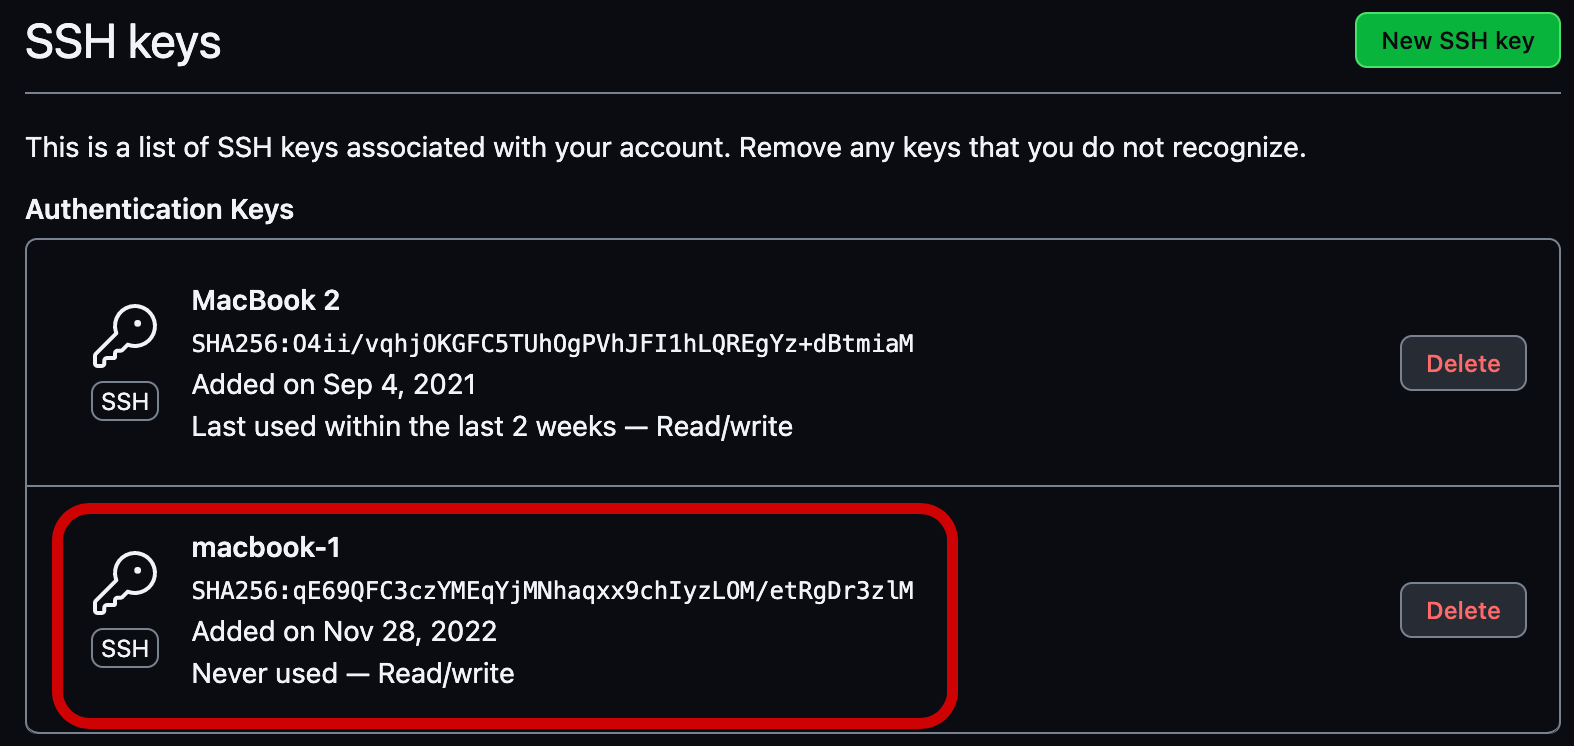 SSH keys
New SSH key
This is a list of SSH keys associated with your account. Remove any keys that you do not recognize.
Authentication Keys
MacBook 2
SHA256:O4ii/vqhjOKGFC5TUhOgPVhJFI1hLQREgYz+dBtmiaM
Added on Sep 4, 2021
Last used within the last 2 weeks — Read/write
SSH
Delete
macbook-1
SHA256:qE69QFC3czYMEqYjMNhaqxx9chIyzLOM/etRgDr3zlM
Added on Nov 28, 2022
Never used — Read/write
SSH
Delete